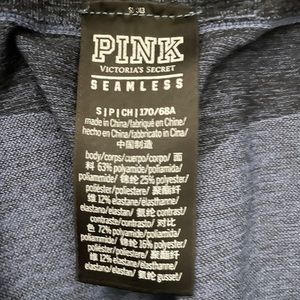 PINK
VICTORIA'S SECRET
SEAMLESS
S|P|CH|170/68A
made in China/fabriqué en Chine/
hecho en China/fabbricato in Cina/
中国制造
body/corps/cuerpo/corpo/ 面
料 63% polyamide/poliamida/
poliammide/ 锦纶 25% polyester/
poliéster/poliestere/ 聚酯纤
维 12% elastane/élasthanne/
elastano/elastan/ 氨纶 contrast/
contraste/contrasto/ 对比
色 72% polyamide/poliamida/
poliammide/ 锦纶 16% polyester/
poliéster/poliestere/ 聚酯纤
维 12% elastane/élasthanne/
elastano/elastan/ 氨纶 gusset/